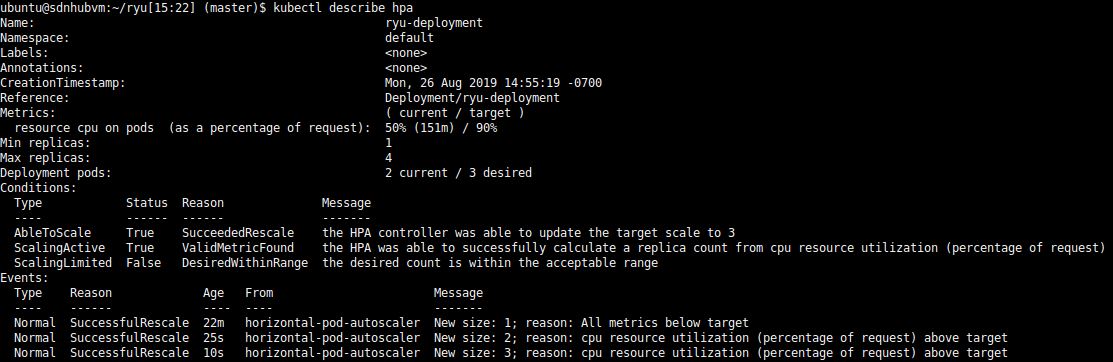 ubuntu@sdnhubvm:~/ryu[15:22] (master)$ kubectl describe hpa
Name:                                                  ryu-deployment
Namespace:                                             default
Labels:                                                <none>
Annotations:                                           <none>
CreationTimestamp:                                     Mon, 26 Aug 2019 14:55:19 -0700
Reference:                                             Deployment/ryu-deployment
Metrics:                                               ( current / target )
  resource cpu on pods  (as a percentage of request):  50% (151m) / 90%
Min replicas:                                          1
Max replicas:                                          4
Deployment pods:                                       2 current / 3 desired
Conditions:
  Type            Status  Reason              Message
  ----            ------  ------              -------
  AbleToScale     True    SucceededRescale    the HPA controller was able to update the target scale to 3
  ScalingActive   True    ValidMetricFound    the HPA was able to successfully calculate a replica count from cpu resource utilization (percentage of request)
  ScalingLimited  False   DesiredWithinRange  the desired count is within the acceptable range
Events:
  Type    Reason             Age   From                       Message
  ----    ------             ----  ----                       -------
  Normal  SuccessfulRescale  22m   horizontal-pod-autoscaler  New size: 1; reason: All metrics below target
  Normal  SuccessfulRescale  25s   horizontal-pod-autoscaler  New size: 2; reason: cpu resource utilization (percentage of request) above target
  Normal  SuccessfulRescale  10s   horizontal-pod-autoscaler  New size: 3; reason: cpu resource utilization (percentage of request) above target